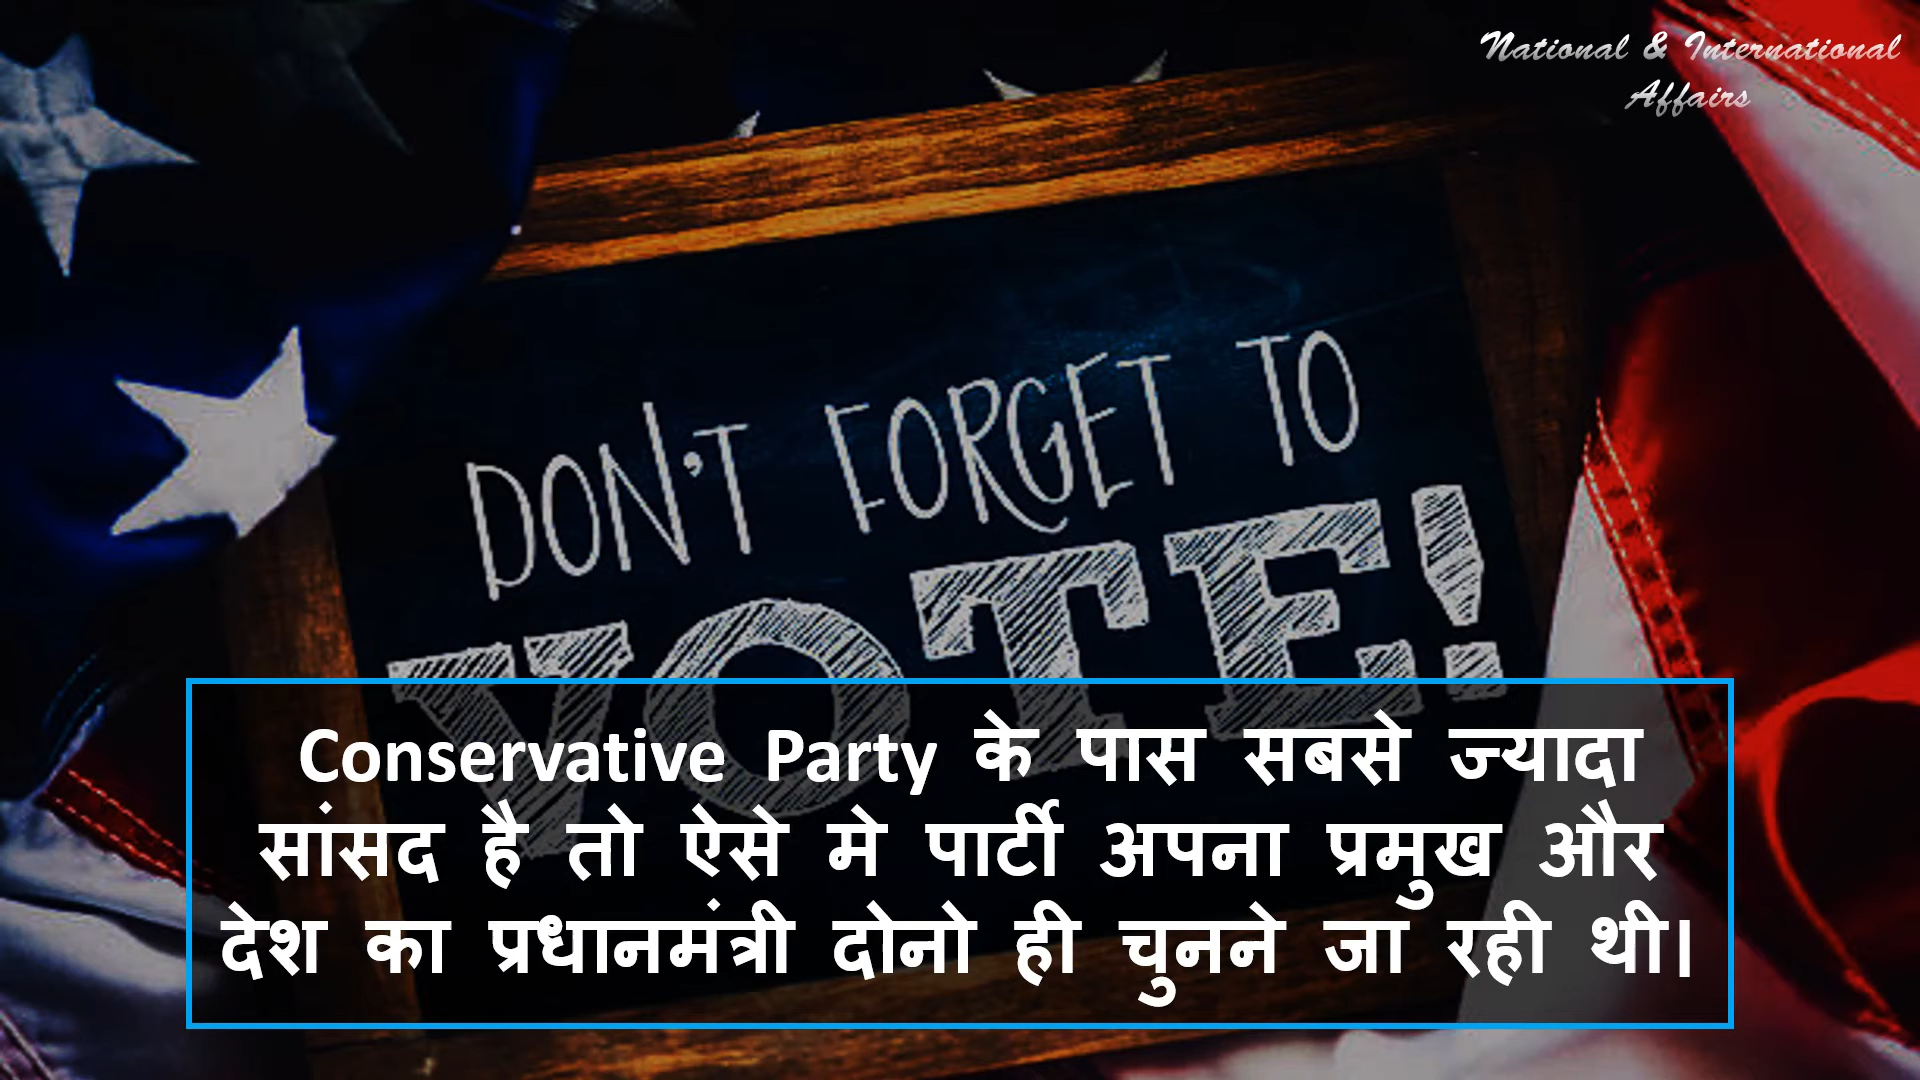 National & International
Affairs
DON'T FORGET TO
VOTE!
Conservative Party के पास सबसे ज्यादा
सांसद है तो ऐसे मे पार्टी अपना प्रमुख और
देश का प्रधानमंत्री दोनो ही चुनने जा रही थी।